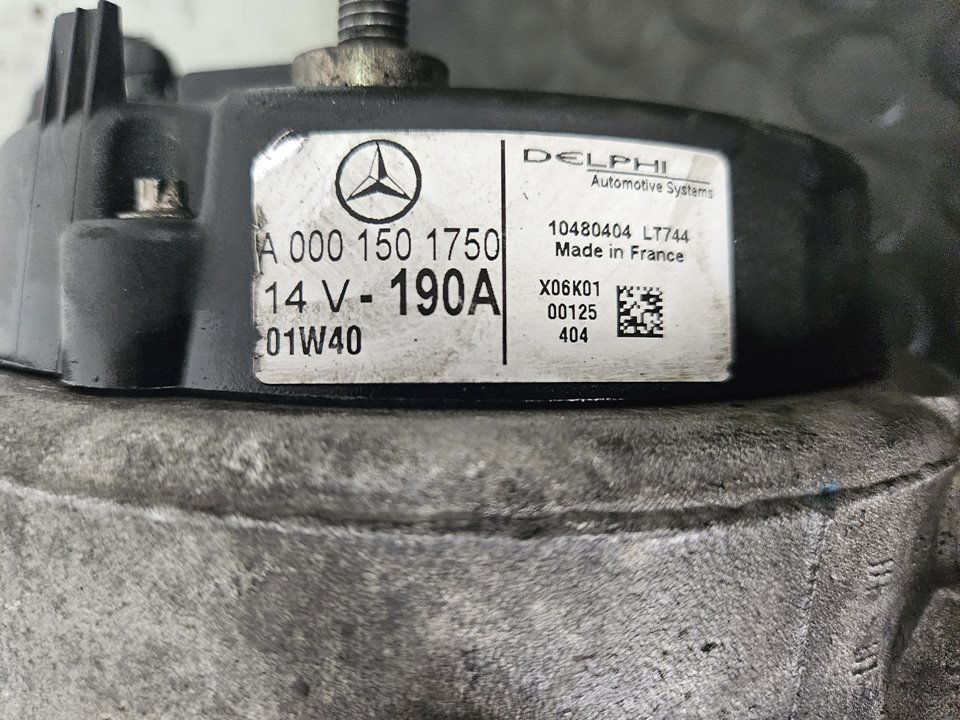 A 000 150 1750
14 V - 190A
01W40
DELPHI
Automotive Systems
10480404 LT744
Made in France
X06K01
00125
404